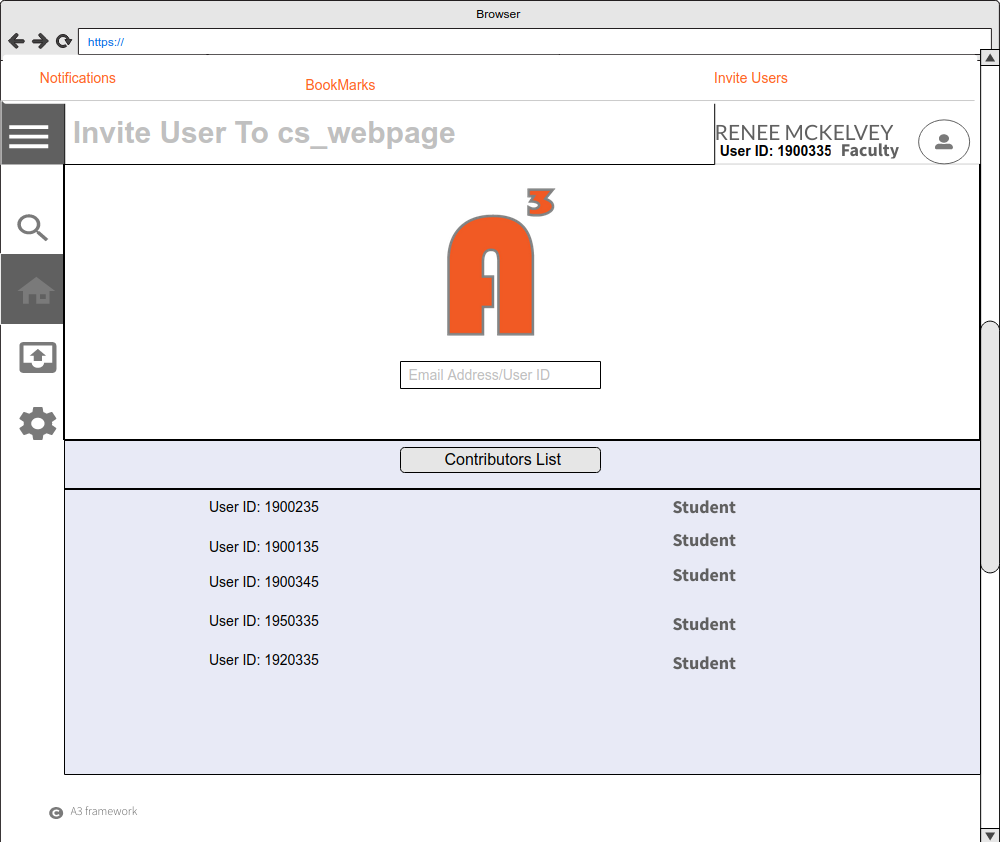 Browser
https://
Notifications
BookMarks
Invite Users
Invite User To cs_webpage
RENEE MCKELVEY
User ID: 1900335 Faculty
A3
Email Address/User ID
Contributors List
User ID: 1900235 Student
User ID: 1900135 Student
User ID: 1900345 Student
User ID: 1950335 Student
User ID: 1920335 Student
C A3 framework